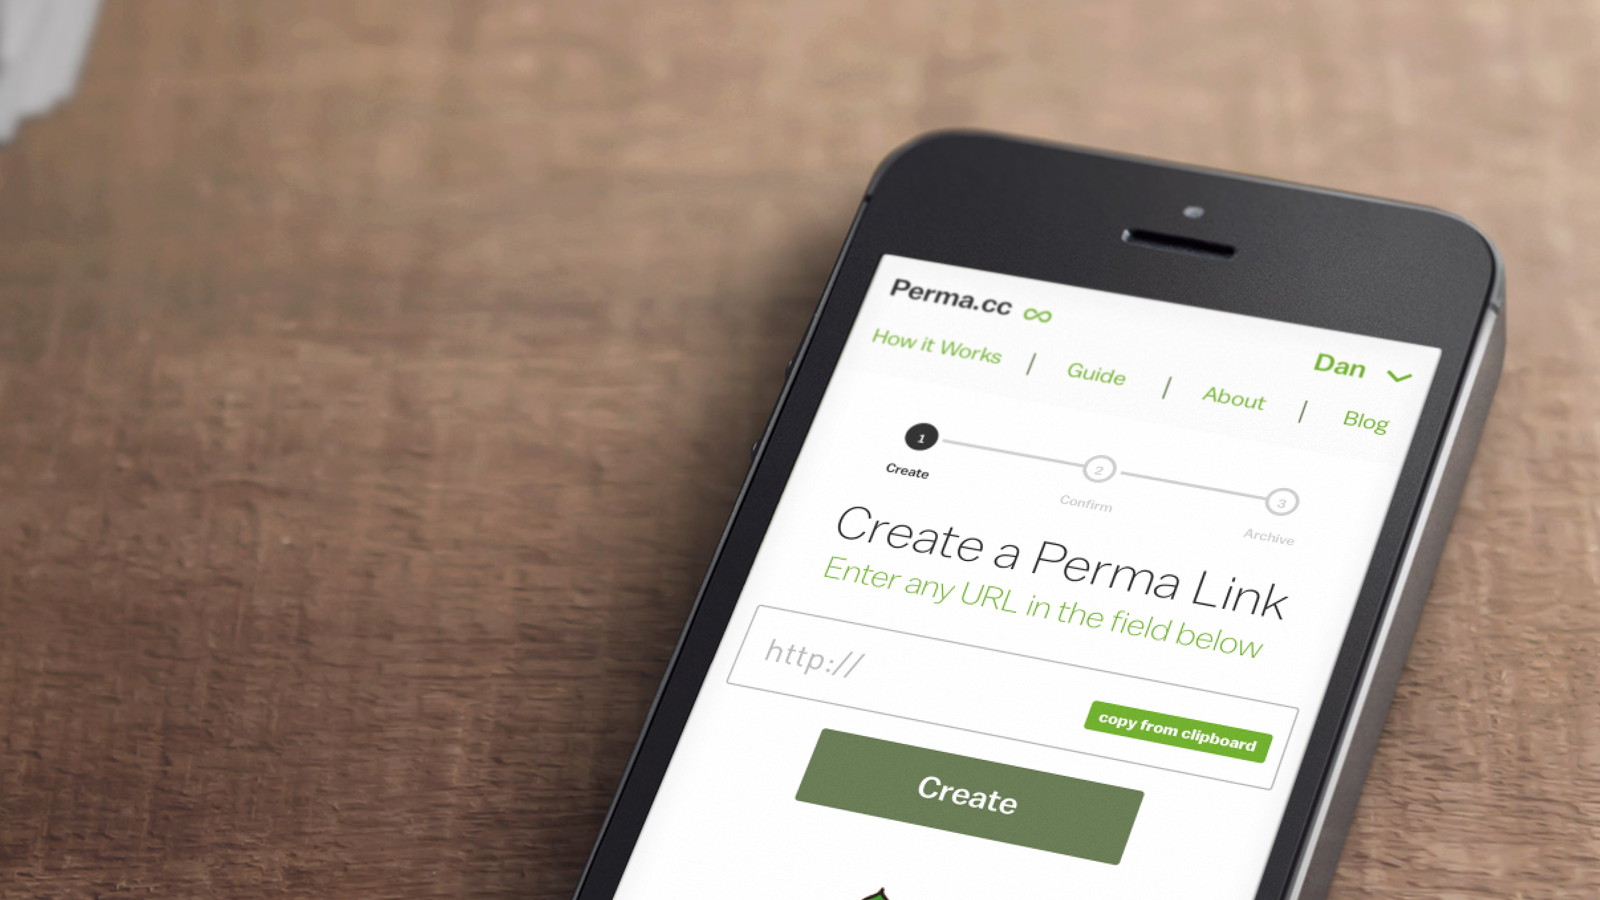 Perma.cc
Dan
How it Works | Guide | About | Blog
1 2 3
Create Confirm Archive
Create a Perma Link
Enter any URL in the field below
http://
copy from clipboard
Create